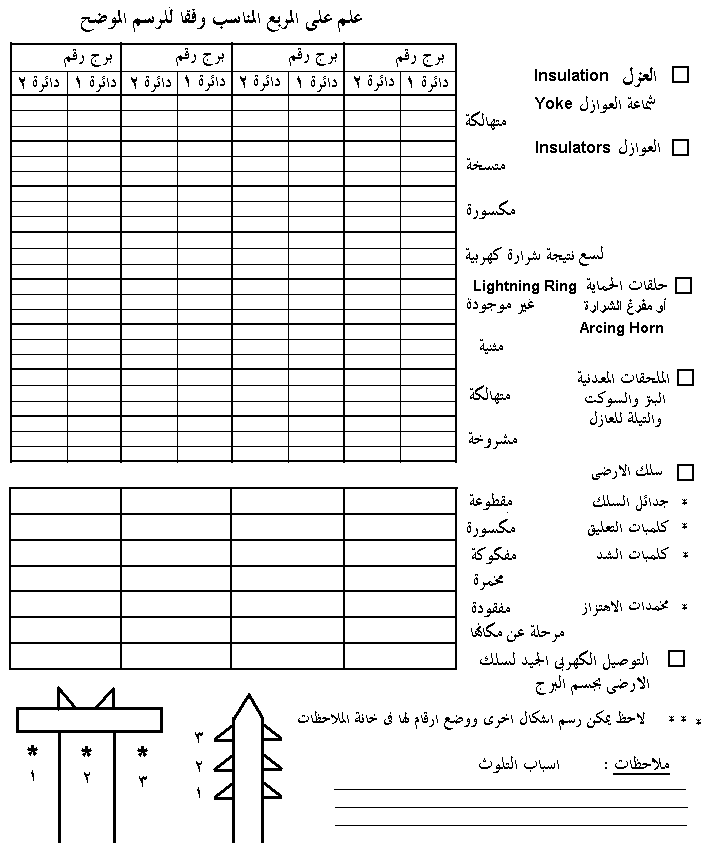 علم على المربع المناسب وفقا للرسم الموضح
برج رقم برج رقم برج رقم برج رقم
دائرة ١ دائرة ٢ دائرة ١ دائرة ٢ دائرة ١ دائرة ٢ دائرة ١ دائرة ٢
العزل Insulation
شماعة العوازل Yoke
متهالكة
العوازل Insulators
متسخة
مكسورة
لسع نتيجة شرارة كهربية
حلقات الحماية Lightning Ring
أو مفرغ الشرارة غير موجودة
Arcing Horn
مثنية
الملحقات المعدنية
البنز والسوكت متهالكة
والتيلة للعازل
مشروخة
سلك الارضى
* جدائل السلك مقطوعة
* كلمبات التعليق مكسورة
* كلمبات الشد مفكوكة
مخمرة
* مخمدات الاهتزاز مفقودة
مرحلة عن مكانها
التوصيل الكهربى الجيد لسلك
الارضى بجسم البرج
* * * لاحظ يمكن رسم اشكال اخرى ووضع ارقام لها فى خانة الملاحظات
ملاحظات : اسباب التلوث
٣
٢
١
* * *
١ ٢ ٣